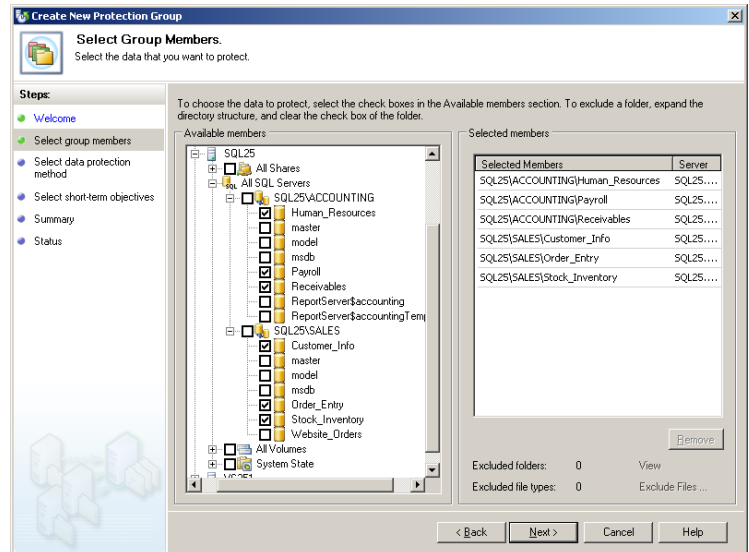 Create New Protection Group
Select Group Members.
Select the data that you want to protect.
Steps:
Welcome
Select group members
Select data protection
method
Select short-term objectives
Summary
Status
To choose the data to protect, select the check boxes in the Available members section. To exclude a folder, expand the
directory structure, and clear the check box of the folder.
Available members
SQL25
All Shares
All SQL Servers
SQL25\ACCOUNTING
Human_Resources
master
model
msdb
Payroll
Receivables
ReportServer$accounting
ReportServer$accountingTem
SQL25\SALES
Customer_Info
master
model
msdb
Order_Entry
Stock_Inventory
Website_Orders
All Volumes
System State
Selected members
Selected Members Server
SQL25\ACCOUNTING\Human_Resources SQL25....
SQL25\ACCOUNTING\Payroll SQL25....
SQL25\ACCOUNTING\Receivables SQL25....
SQL25\SALES\Customer_Info SQL25....
SQL25\SALES\Order_Entry SQL25....
SQL25\SALES\Stock_Inventory SQL25....
Remove
Excluded folders: 0 View
Excluded file types: 0 Exclude Files ...
< Back Next > Cancel Help